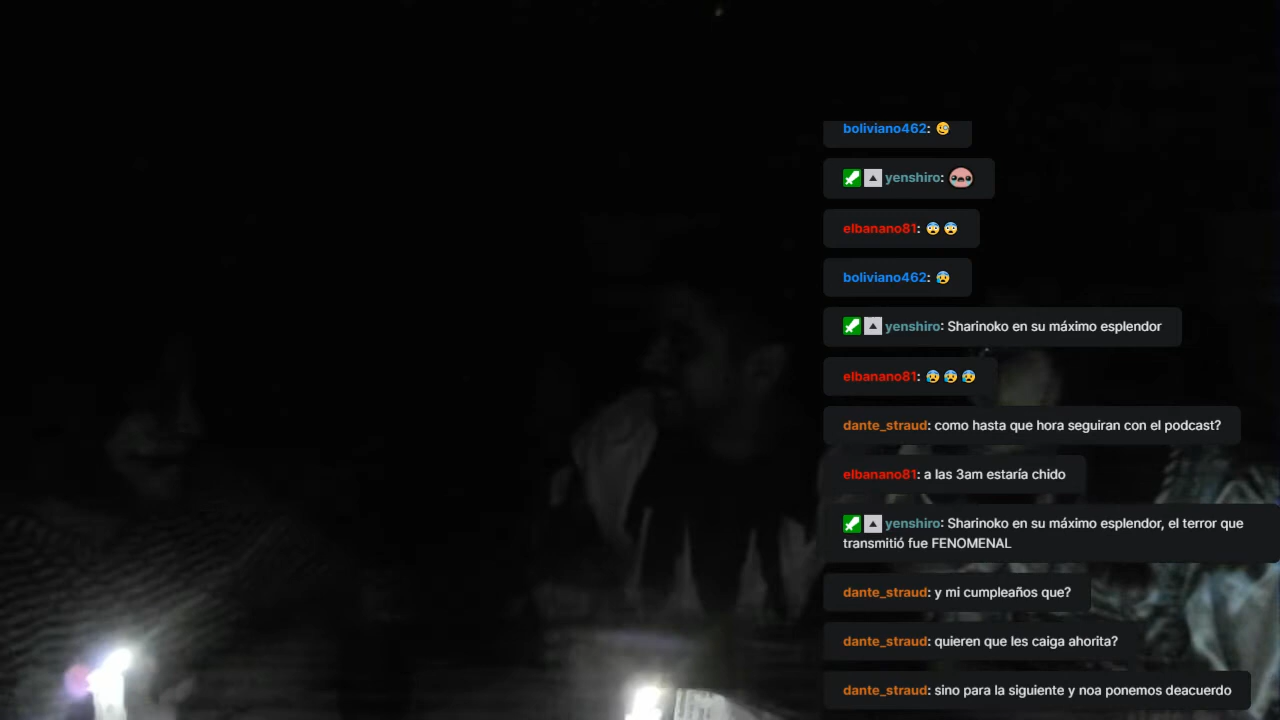 boliviano462: 🧐
yenshiro:
elbanano81: 😨 😨
boliviano462: 😰
yenshiro: Sharinoko en su máximo esplendor
elbanano81: 😰 😰 😰
dante_straud: como hasta que hora seguiran con el podcast?
elbanano81: a las 3am estaría chido
yenshiro: Sharinoko en su máximo esplendor, el terror que
transmitió fue FENOMENAL
dante_straud: y mi cumpleaños que?
dante_straud: quieren que les caiga ahorita?
dante_straud: sino para la siguiente y noa ponemos deacuerdo